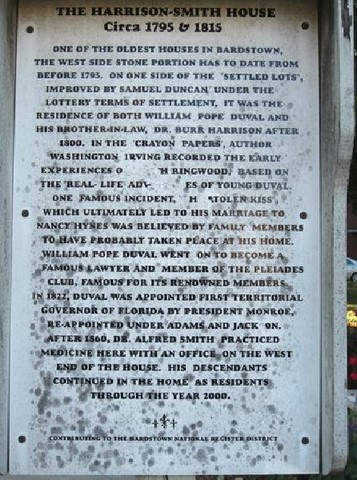 THE HARRISON-SMITH HOUSE
Circa 1795 & 1815
ONE OF THE OLDEST HOUSES IN BARDSTOWN,
THE WEST SIDE STONE PORTION HAS TO DATE FROM
BEFORE 1795. ON ONE SIDE OF THE 'SETTLED LOTS',
IMPROVED BY SAMUEL DUNCAN UNDER THE
LOTTERY TERMS OF SETTLEMENT, IT WAS THE
RESIDENCE OF BOTH WILLIAM POPE DUVAL AND
HIS BROTHER-IN-LAW, DR. BURR HARRISON AFTER
1800. IN THE 'CRAYON PAPERS', AUTHOR
WASHINGTON IRVING RECORDED THE EARLY
EXPERIENCES O H RINGWOOD, BASED ON
THE REAL- LIFE ADV- ES OF YOUNG DUVAL.
ONE FAMOUS INCIDENT, H TOLEN KISS'
WHICH ULTIMATELY LED TO HIS MARRIAGE TO
NANCY HYNES WAS BELIEVED BY FAMILY MEMBERS
TO HAVE PROBABLY TAKEN PLACE AT HIS HOME.
WILLIAM POPE DUVAL WENT ON TO BECOME A
FAMOUS LAWYER AND MEMBER OF THE PLEIADES
CLUB, FAMOUS FOR ITS RENOWNED MEMBERS.
IN 1822, DUVAL WAS APPOINTED FIRST TERRITORIAL
GOVERNOR OF FLORIDA BY PRESIDENT MONROE,
RE-APPOINTED UNDER ADAMS AND JACK ON.
AFTER 1860, DR. ALFRED SMITH PRACTICED
MEDICINE HERE WITH AN OFFICE ON THE WEST
END OF THE HOUSE. HIS DESCENDANTS
CONTINUED IN THE HOME AS RESIDENTS
THROUGH THE YEAR 2000.
CONTRIBUTING TO THE BARDSTOWN NATIONAL REGISTER DISTRICT